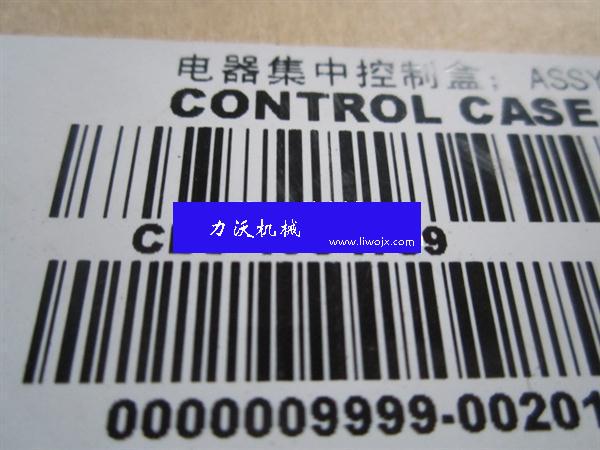 电器集中控制盒; ASSY
CONTROL CASE
力沃机械
www.liwojx.com
0000009999-00201